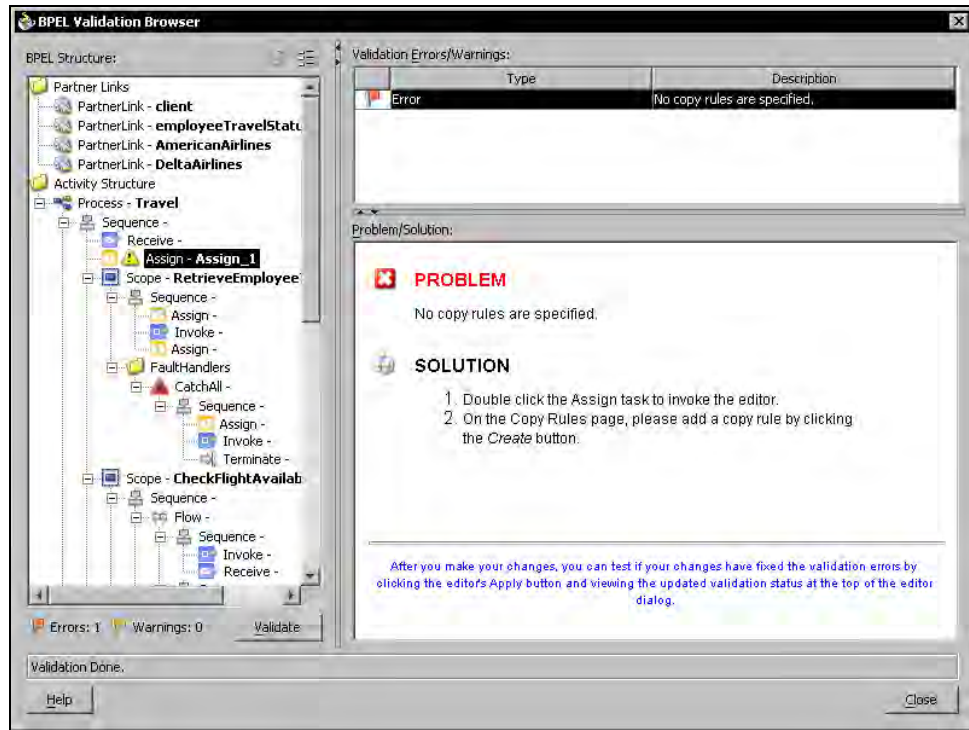 BPEL Validation Browser
BPEL Structure:
Partner Links
PartnerLink - client
PartnerLink - employeeTravelStatu
PartnerLink - AmericanAirlines
PartnerLink - DeltaAirlines
Activity Structure
Process - Travel
Sequence -
Receive -
Assign - Assign_1
Scope - RetrieveEmployee
Sequence -
Assign -
Invoke -
Assign -
FaultHandlers
CatchAll -
Sequence -
Assign -
Invoke -
Terminate -
Scope - CheckFlightAvailab
Sequence -
Flow -
Sequence -
Invoke -
Receive -
Errors: 1 Warnings: 0 Validate
Validation Errors/Warnings:
Type Description
Error No copy rules are specified.
Problem/Solution:
PROBLEM
No copy rules are specified.
SOLUTION
1. Double click the Assign task to invoke the editor.
2. On the Copy Rules page, please add a copy rule by clicking
the Create button.
After you make your changes, you can test if your changes have fixed the validation errors by
clicking the editor's Apply button and viewing the updated validation status at the top of the editor
dialog.
Validation Done.
Help Close